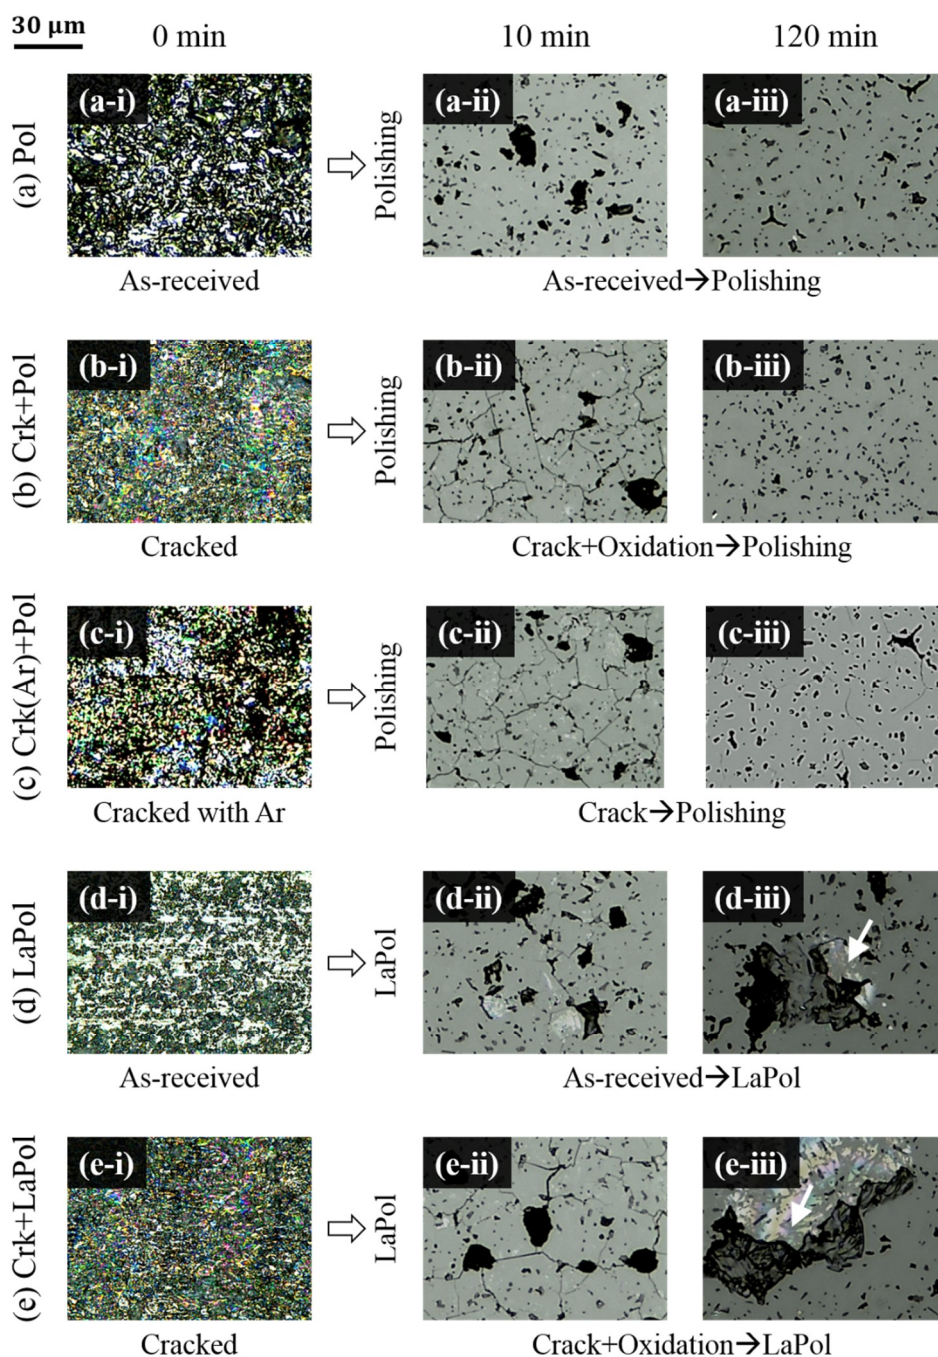 30 µm
0 min
10 min
120 min
(a) Pol
(a-i)
Polishing
(a-ii)
(a-iii)
As-received
As-received→Polishing
(b) Crk+Pol
(b-i)
Polishing
(b-ii)
(b-iii)
Cracked
Crack+Oxidation→Polishing
(c) Crk(Ar)+Pol
(c-i)
Polishing
(c-ii)
(c-iii)
Cracked with Ar
Crack→Polishing
(d) LaPol
(d-i)
LaPol
(d-ii)
(d-iii)
As-received
As-received→LaPol
(e) Crk+LaPol
(e-i)
LaPol
(e-ii)
(e-iii)
Cracked
Crack+Oxidation→LaPol